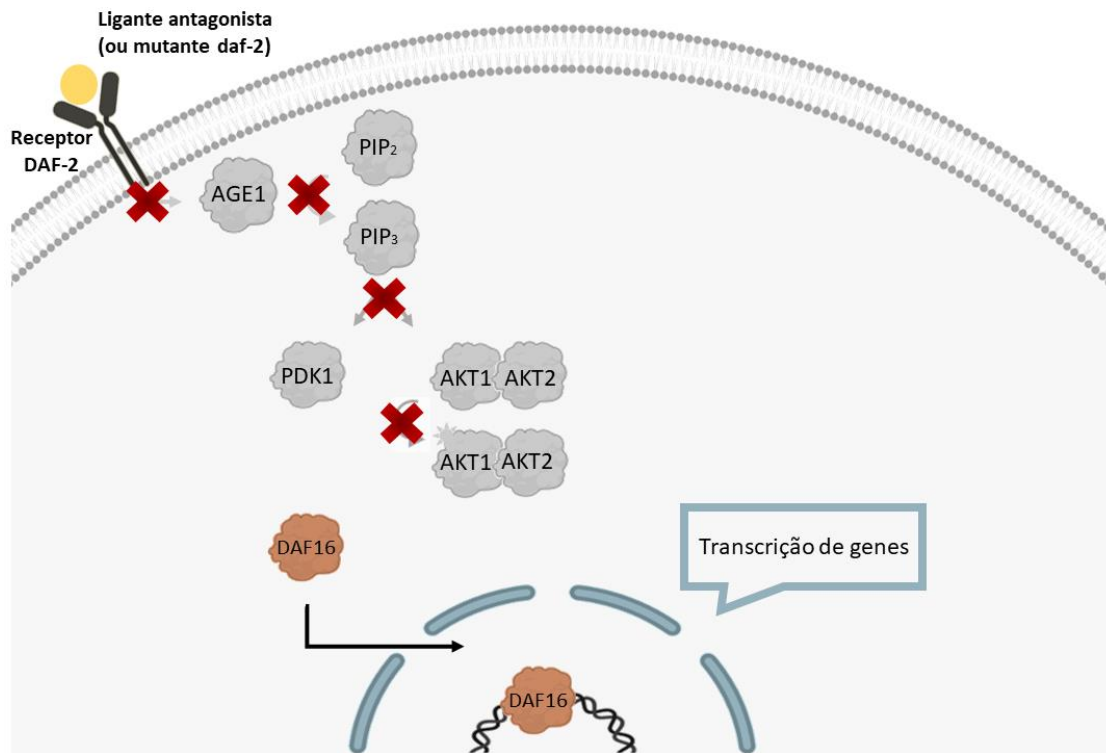 Ligante antagonista
(ou mutante daf-2)
Receptor
DAF-2
AGE1
PIP₂
PIP₃
PDK1
AKT1
AKT2
AKT1
AKT2
DAF16
Transcrição de genes
DAF16